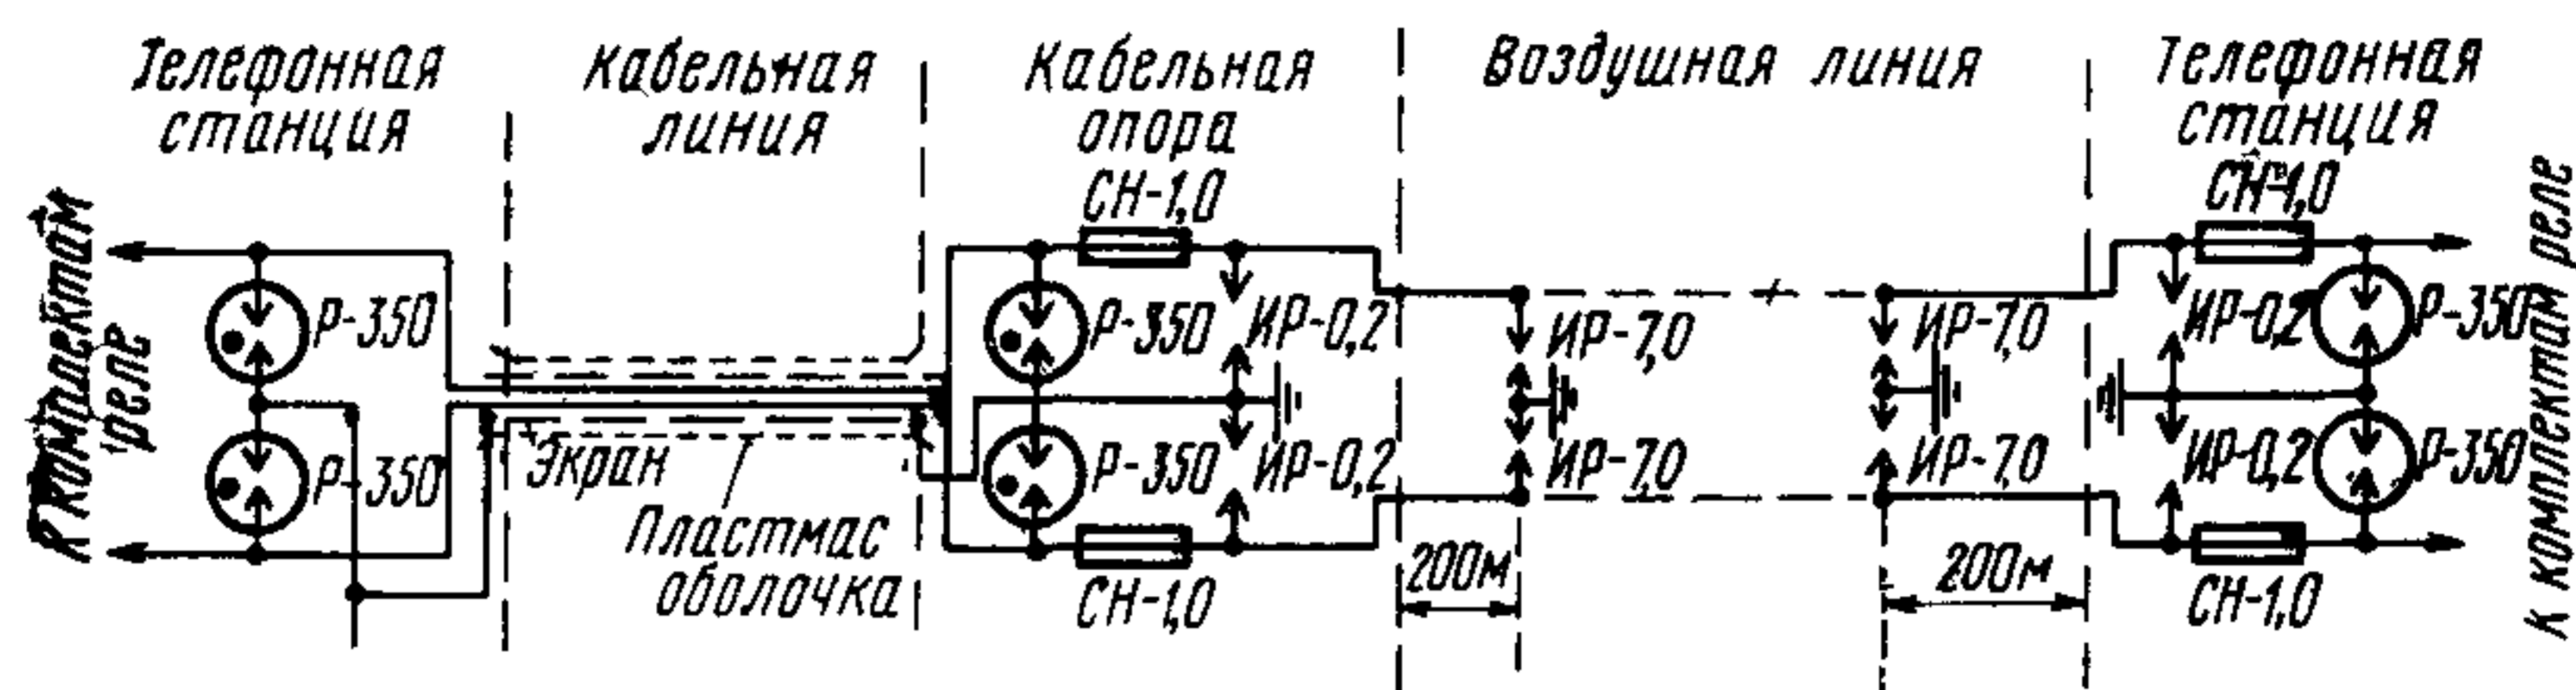 Телефонная
станция
Кабельная
линия
Кабельная
опора
Воздушная линия
Телефонная
станция
К комплектам
реле
Р-350
Р-350
Экран
Пластмас
оболочка
СН-1,0
Р-350
ИР-0,2
Р-350
ИР-0,2
СН-1,0
200м
ИР-7,0
ИР-7,0
ИР-7,0
ИР-7,0
200м
СН-1,0
ИР-0,2
Р-350
ИР-0,2
Р-350
СН-1,0
К комплектам реле